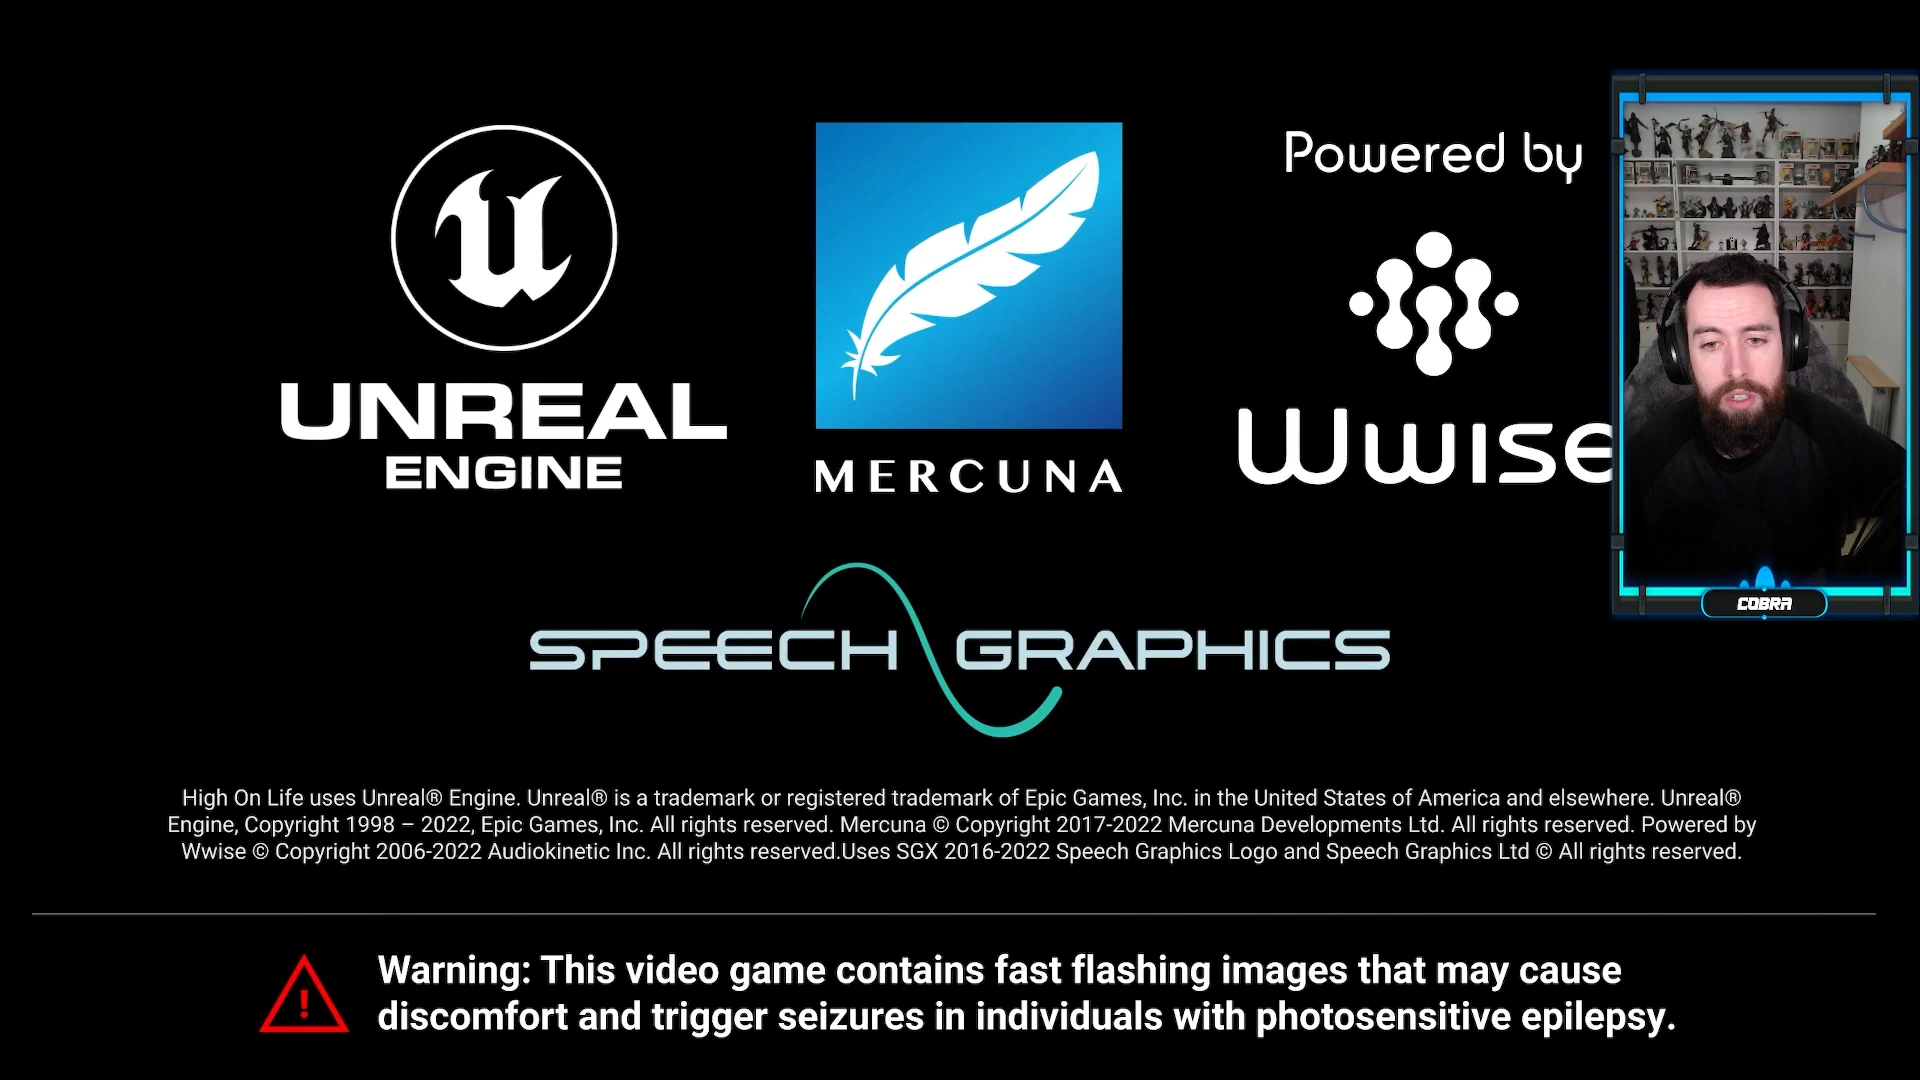 Powered by
UNREAL
ENGINE
MERCUNA
Wwise
COBRA
SPEECH GRAPHICS
High On Life uses Unreal® Engine. Unreal® is a trademark or registered trademark of Epic Games, Inc. in the United States of America and elsewhere. Unreal®
Engine, Copyright 1998 – 2022, Epic Games, Inc. All rights reserved. Mercuna © Copyright 2017-2022 Mercuna Developments Ltd. All rights reserved. Powered by
Wwise © Copyright 2006-2022 Audiokinetic Inc. All rights reserved.Uses SGX 2016-2022 Speech Graphics Logo and Speech Graphics Ltd © All rights reserved.
Warning: This video game contains fast flashing images that may cause
discomfort and trigger seizures in individuals with photosensitive epilepsy.